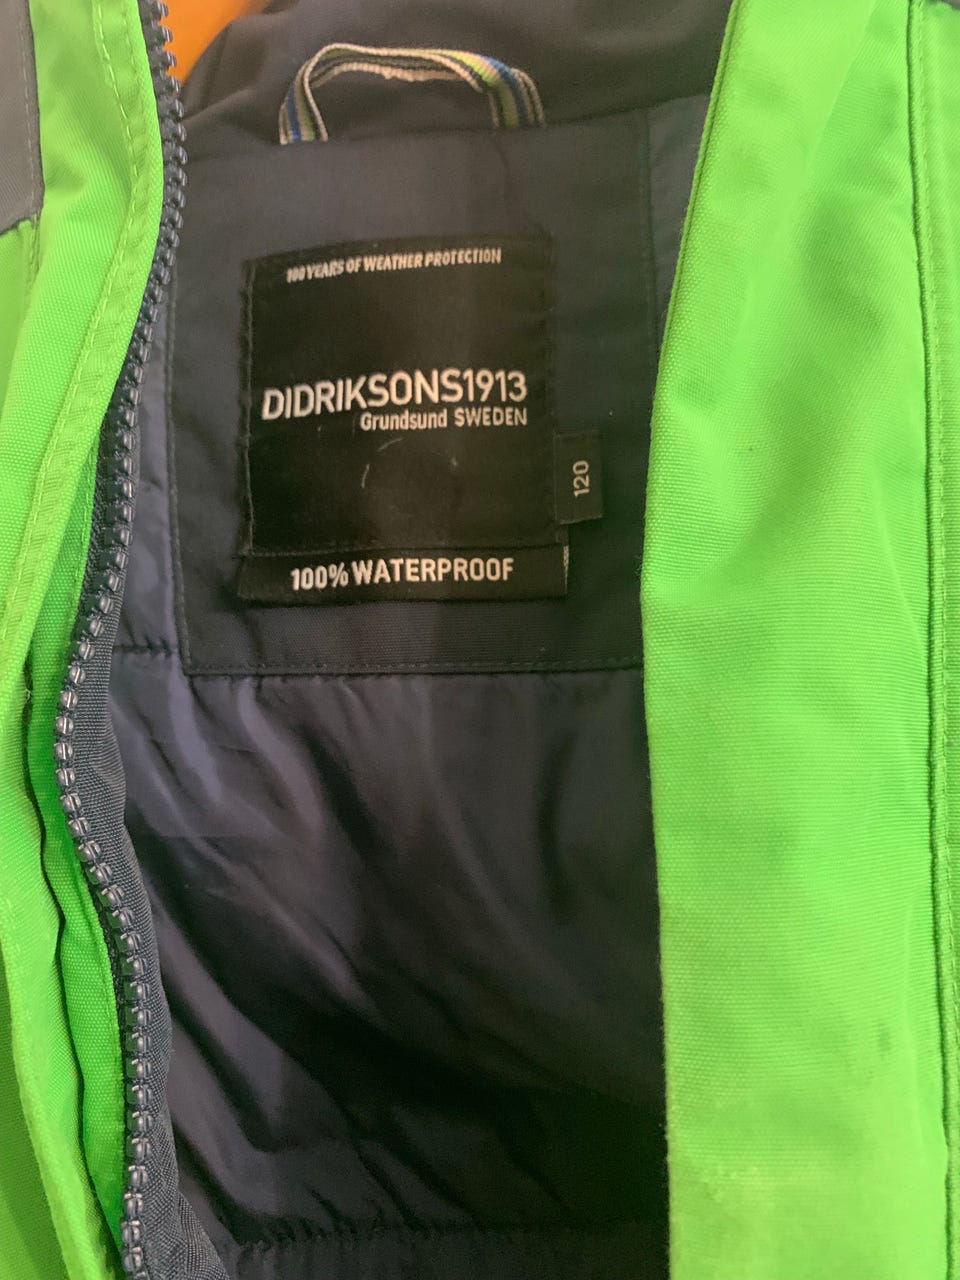 100 YEARS OF WEATHER PROTECTION
DIDRIKSONS1913
Grundsund SWEDEN
120
100% WATERPROOF